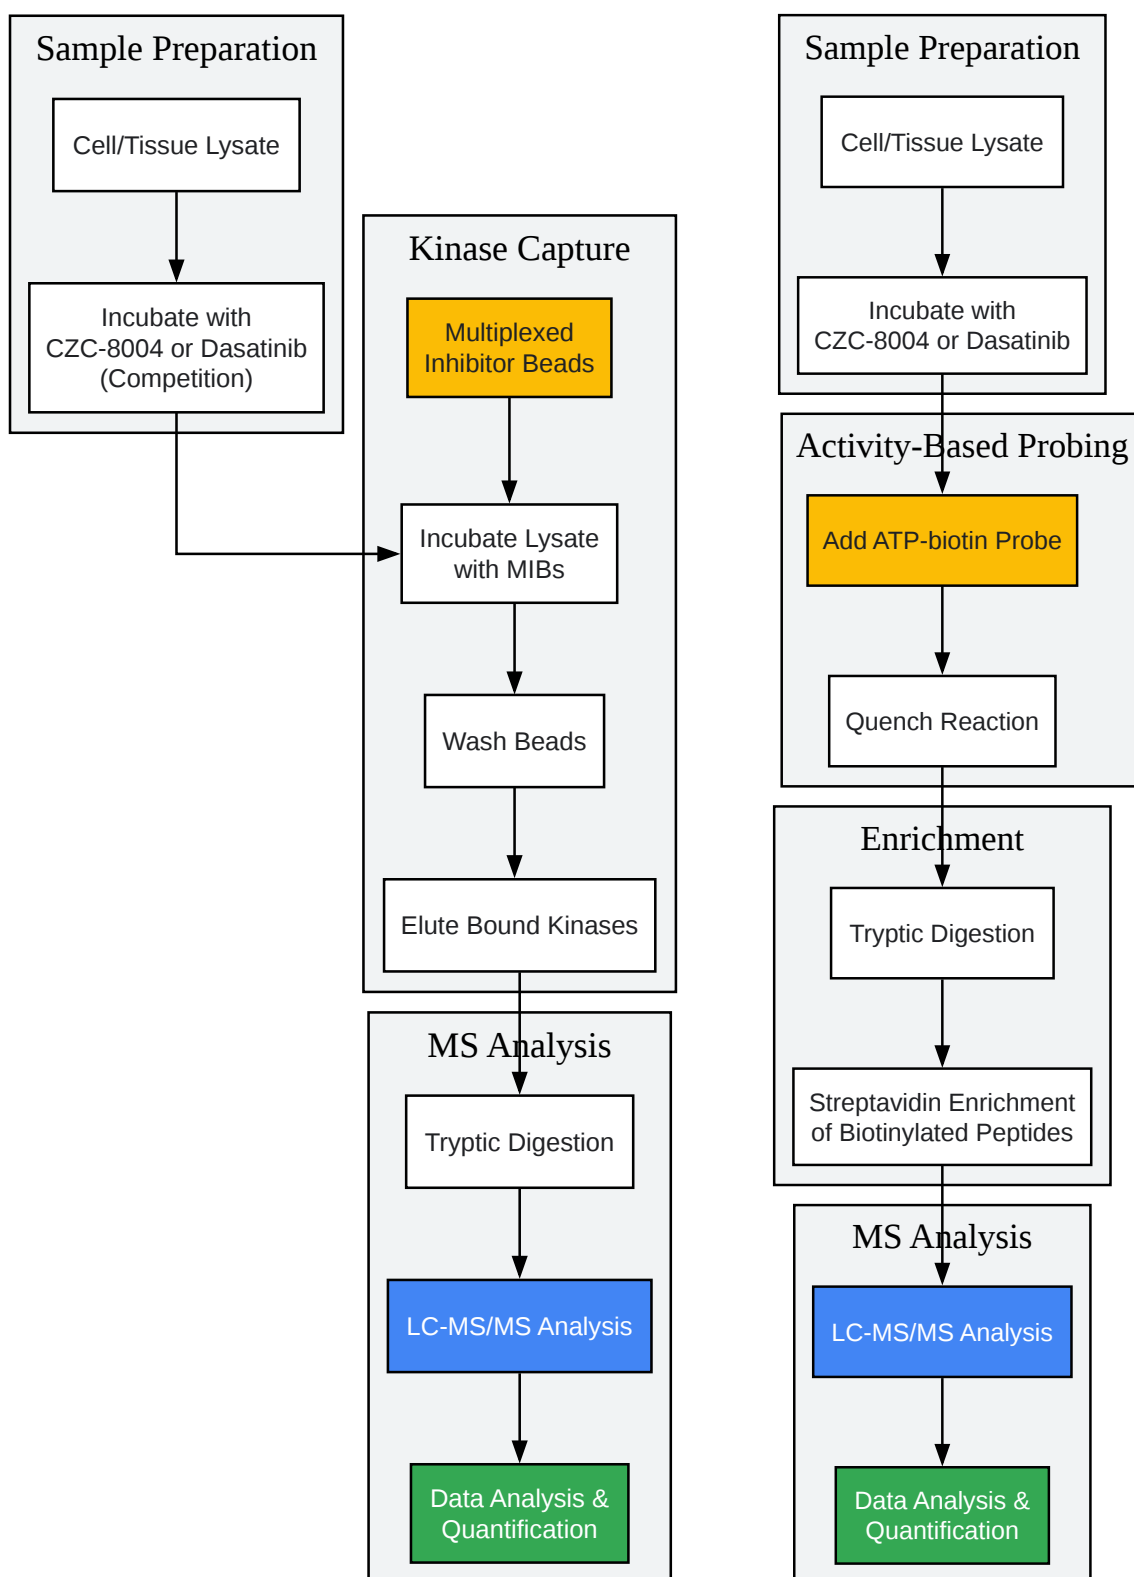 Sample Preparation
Cell/Tissue Lysate
Incubate with
CZC-8004 or Dasatinib
(Competition)
Kinase Capture
Multiplexed
Inhibitor Beads
Incubate Lysate
with MIBs
Wash Beads
Elute Bound Kinases
MS Analysis
Tryptic Digestion
LC-MS/MS Analysis
Data Analysis &
Quantification
Sample Preparation
Cell/Tissue Lysate
Incubate with
CZC-8004 or Dasatinib
Activity-Based Probing
Add ATP-biotin Probe
Quench Reaction
Enrichment
Tryptic Digestion
Streptavidin Enrichment
of Biotinylated Peptides
MS Analysis
LC-MS/MS Analysis
Data Analysis &
Quantification